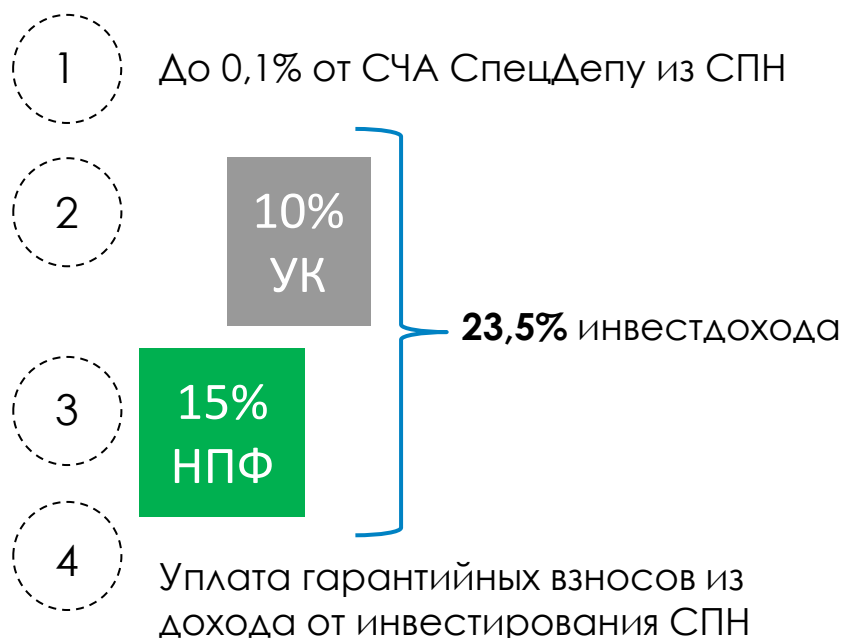 1
До 0,1% от СЧА СпецДепу из СПН
2
10%
УК
23,5% инвестдохода
3
15%
НПФ
4
Уплата гарантийных взносов из
дохода от инвестирования СПН